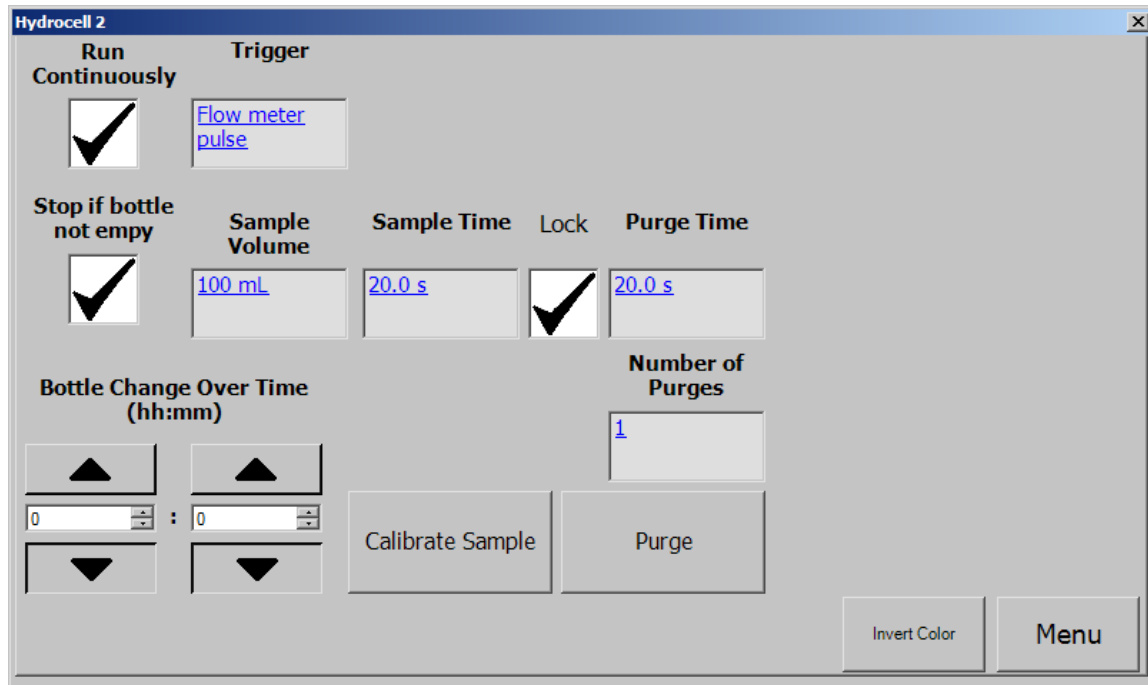 Hydrocell 2
Run
Continuously
Trigger
Flow meter
pulse
Stop if bottle
not empy
Sample
Volume
Sample Time
Lock
Purge Time
100 mL
20.0 s
20.0 s
Number of
Purges
1
Bottle Change Over Time
(hh:mm)
0 : 0
Calibrate Sample
Purge
Invert Color
Menu